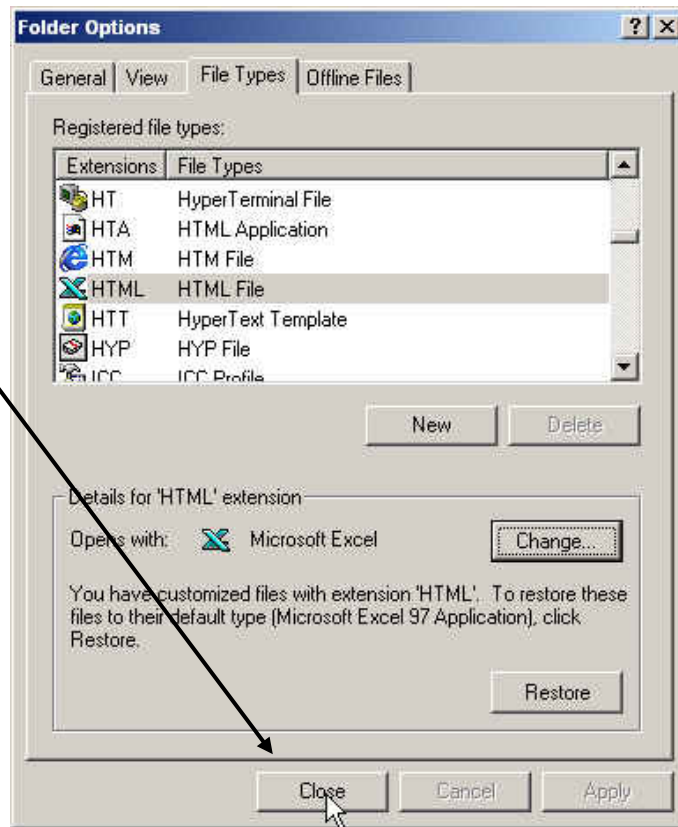 Folder Options
General View File Types Offline Files
Registered file types:
Extensions File Types
HT HyperTerminal File
HTA HTML Application
HTM HTM File
HTML HTML File
HTT HyperText Template
HYP HYP File
ICC ICC Profile
New Delete
Details for 'HTML' extension
Opens with: Microsoft Excel Change...
You have customized files with extension 'HTML'. To restore these
files to their default type (Microsoft Excel 97 Application), click
Restore.
Restore
Close Cancel Apply